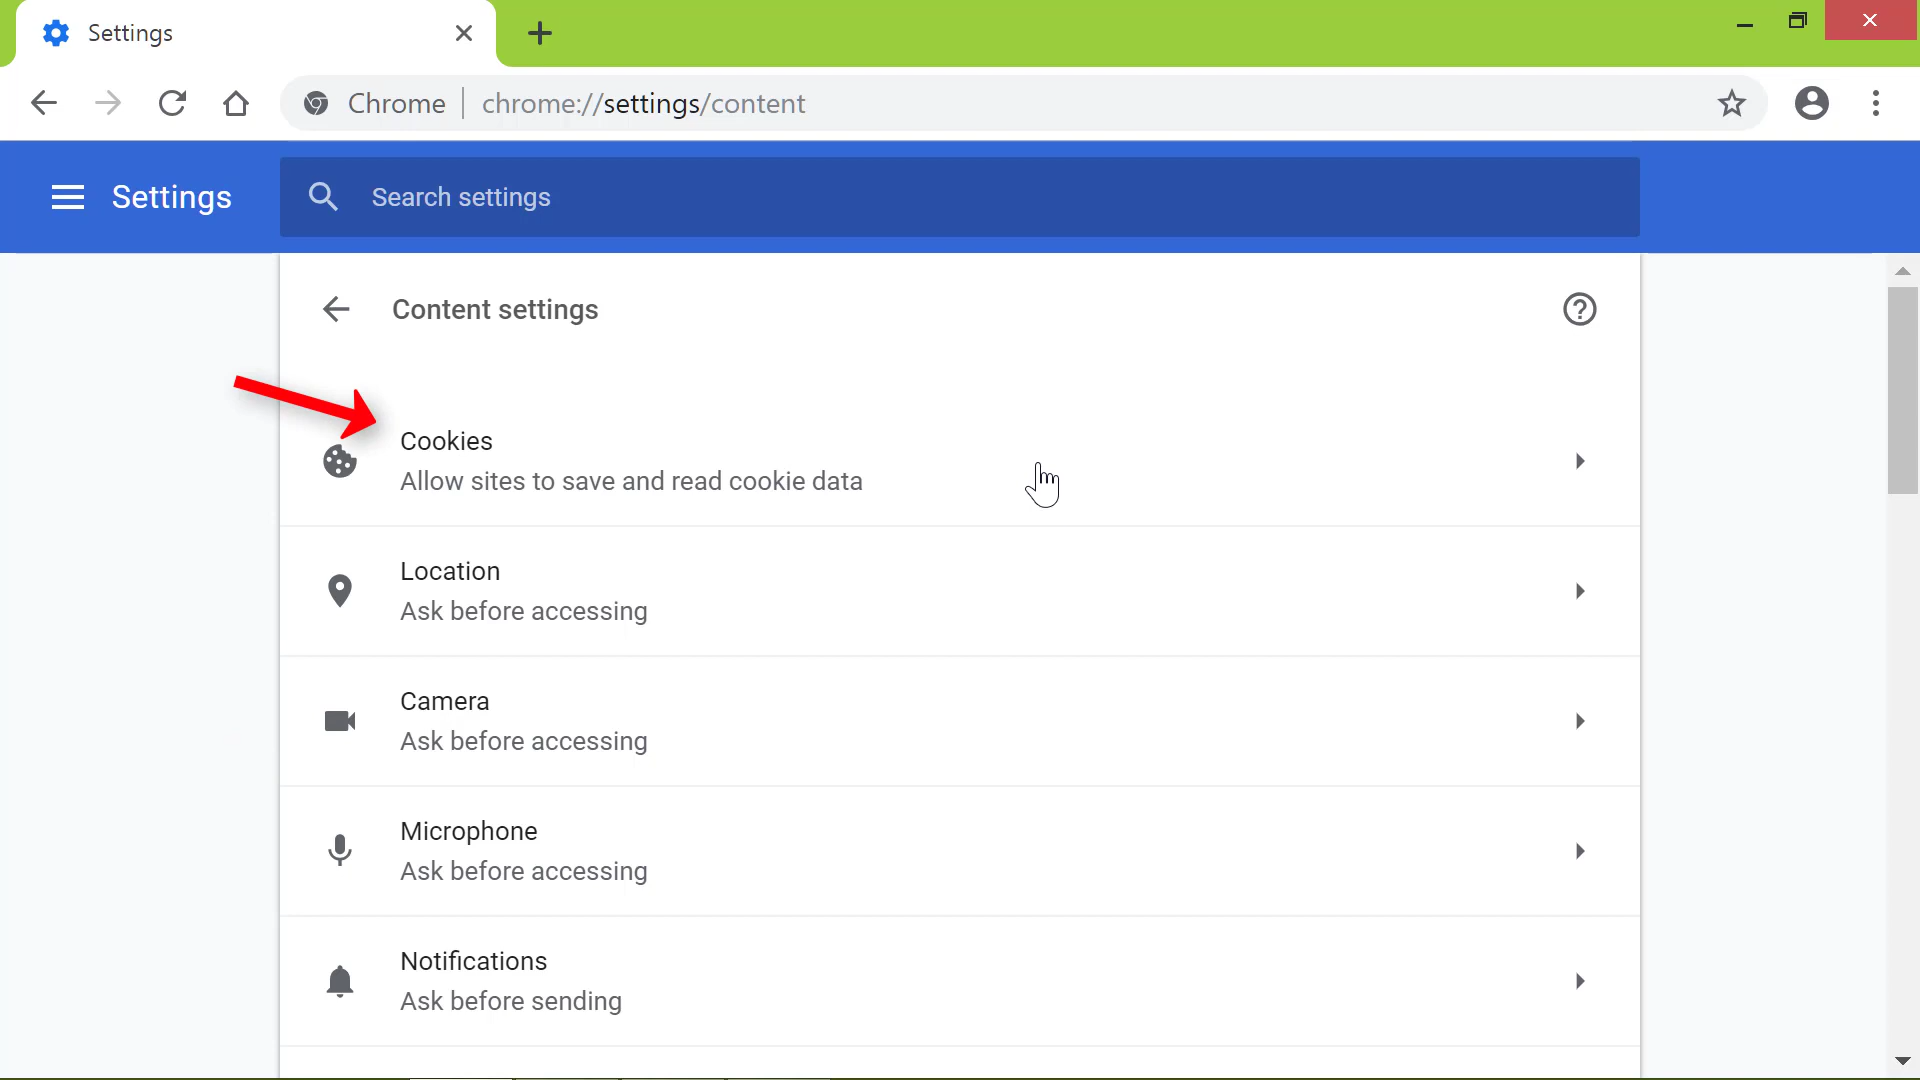 Settings
Chrome chrome://settings/content
Settings
Search settings
Content settings
Cookies
Allow sites to save and read cookie data
Location
Ask before accessing
Camera
Ask before accessing
Microphone
Ask before accessing
Notifications
Ask before sending